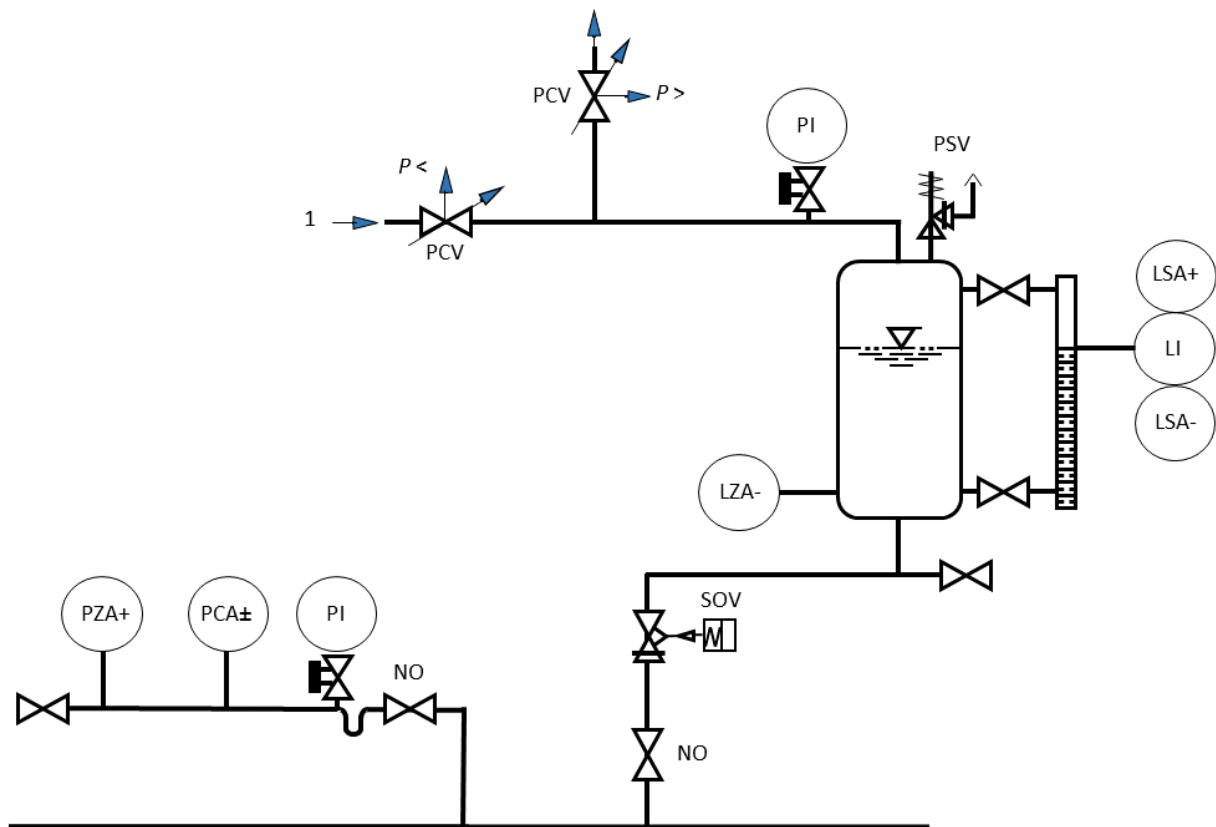 PCV
P >
PI
PSV
P <
1
PCV
LSA+
LI
LSA-
LZA-
SOV
PZA+
PCA±
PI
NO
NO